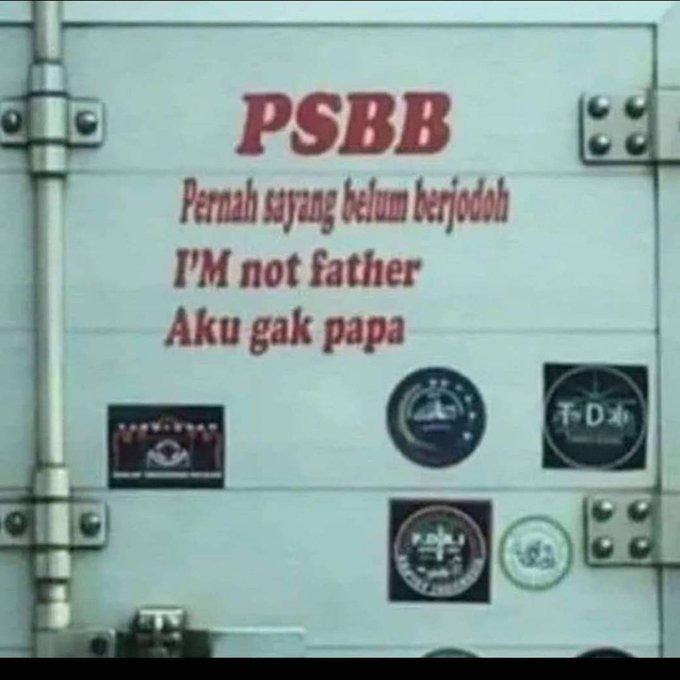 PSBB
Pernah sayang belum berjodoh
I'M not father
Aku gak papa